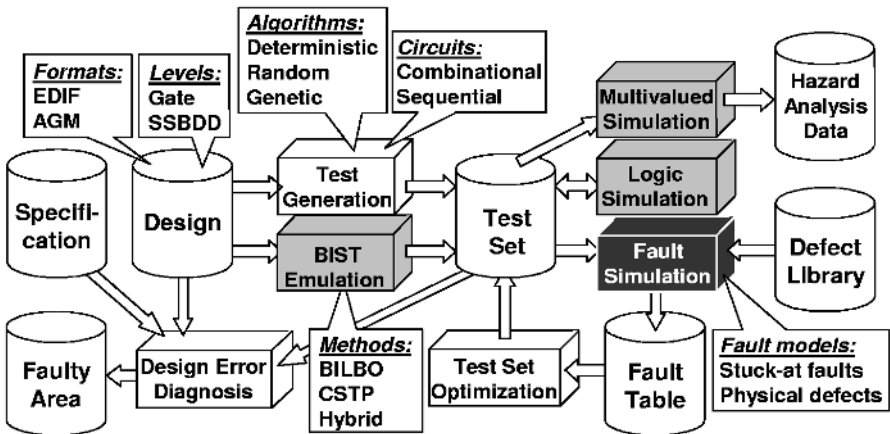 Algorithms:
Deterministic
Random
Genetic
Circuits:
Combinational
Sequential
Formats:
EDIF
AGM
Levels:
Gate
SSBDD
Multivalued
Simulation
Hazard
Analysis
Data
Specifi-
cation
Design
Test
Generation
Test
Set
Logic
Simulation
BIST
Emulation
Fault
Simulation
Defect
Library
Faulty
Area
Design Error
Diagnosis
Methods:
BILBO
CSTP
Hybrid
Test Set
Optimization
Fault
Table
Fault models:
Stuck-at faults
Physical defects